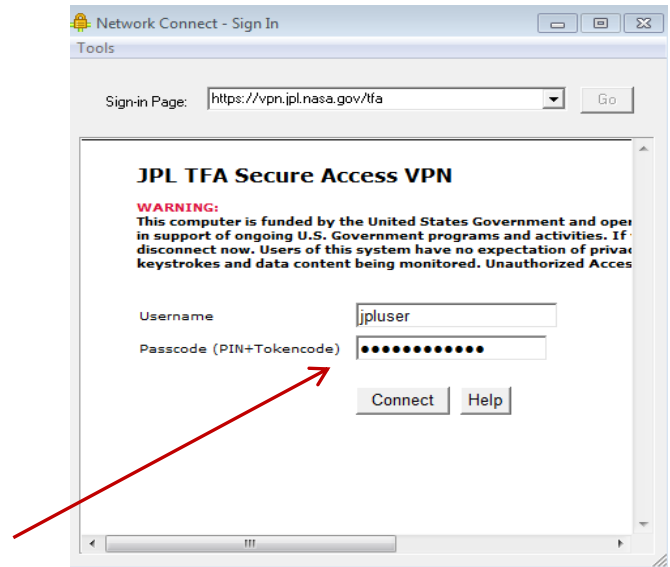 Network Connect - Sign In
Tools
Sign-in Page: https://vpn.jpl.nasa.gov/tfa Go
JPL TFA Secure Access VPN
WARNING:
This computer is funded by the United States Government and oper
in support of ongoing U.S. Government programs and activities. If
disconnect now. Users of this system have no expectation of privac
keystrokes and data content being monitored. Unauthorized Acces
Username jpluser
Passcode (PIN+Tokencode) ●●●●●●●●●●●●
Connect Help